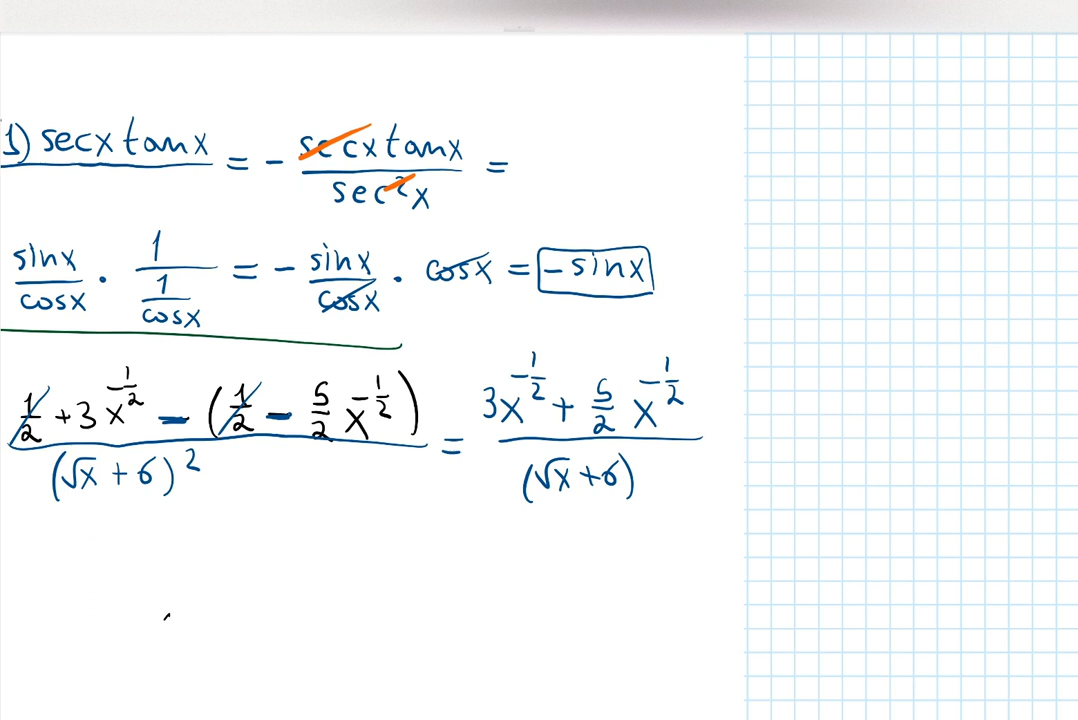 1) secx tanx = - secx tanx / sec²x =
sinx / cosx · 1 / (1 / cosx) = - sinx / cosx · cosx = -sinx
1/2 + 3x^(-1/2) - (1/2 - 5/2 x^(-1/2)) / (√x + 6)² = 3x^(-1/2) + 5/2 x^(-1/2) / (√x + 6)